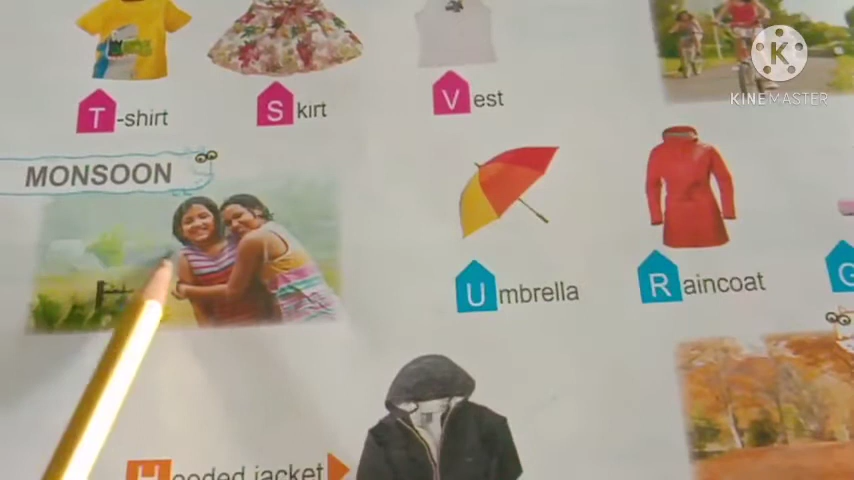 K
KINEMASTER
T-shirt
Skirt
Vest
MONSOON
Umbrella
Raincoat
G
Hooded jacket